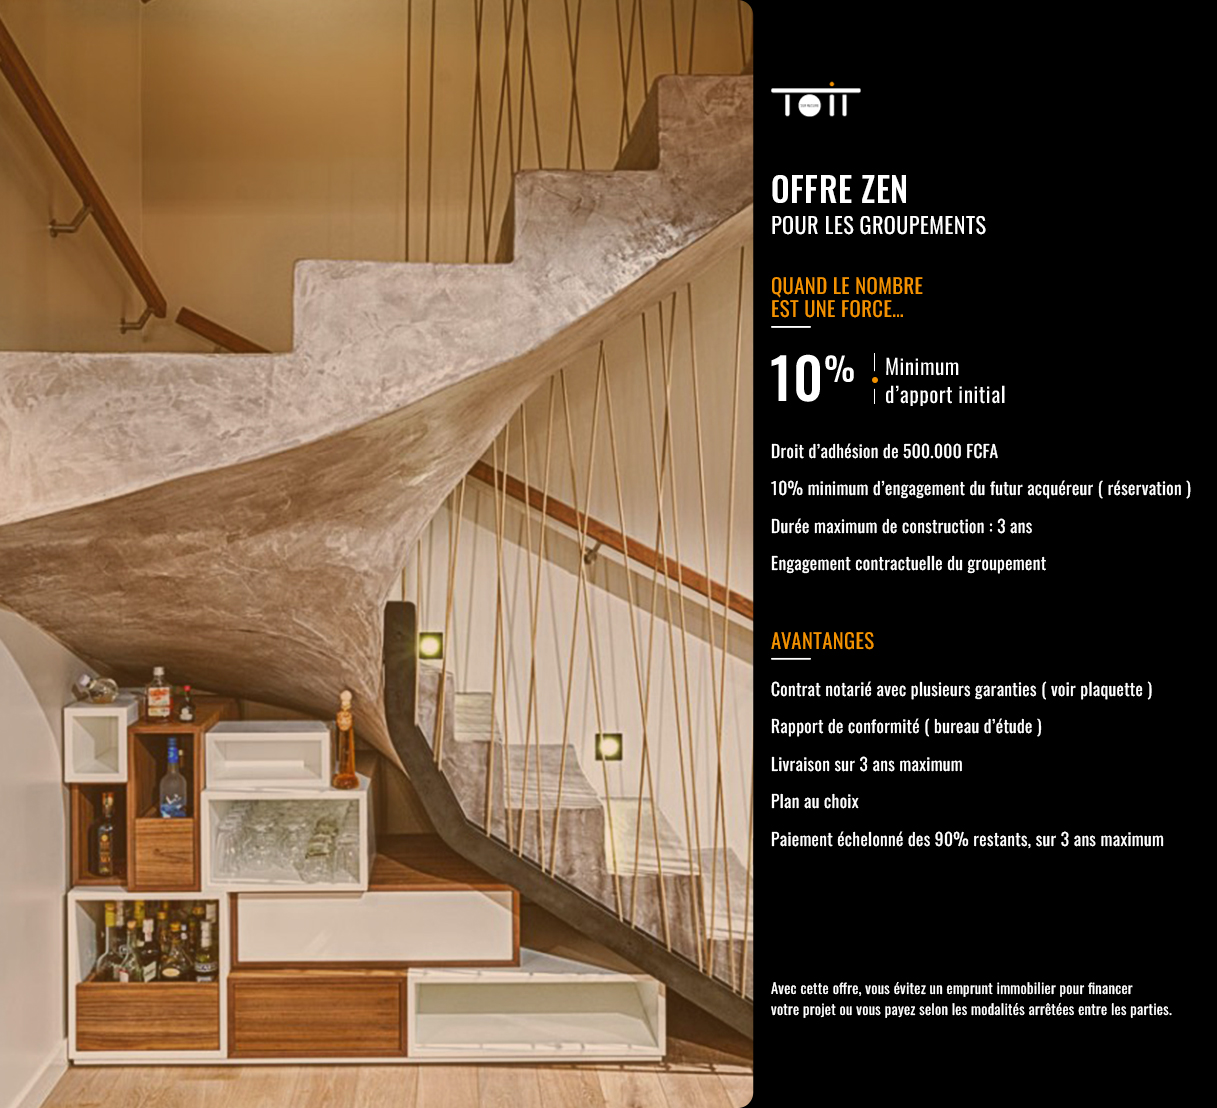 TOIT
OFFRE ZEN
POUR LES GROUPEMENTS
QUAND LE NOMBRE
EST UNE FORCE...
10%
Minimum
d’apport initial
Droit d’adhésion de 500.000 FCFA
10% minimum d’engagement du futur acquéreur ( réservation )
Durée maximum de construction : 3 ans
Engagement contractuelle du groupement
AVANTANGES
Contrat notarié avec plusieurs garanties ( voir plaquette )
Rapport de conformité ( bureau d’étude )
Livraison sur 3 ans maximum
Plan au choix
Paiement échelonné des 90% restants, sur 3 ans maximum
Avec cette offre, vous évitez un emprunt immobilier pour financer
votre projet ou vous payez selon les modalités arrêtées entre les parties.